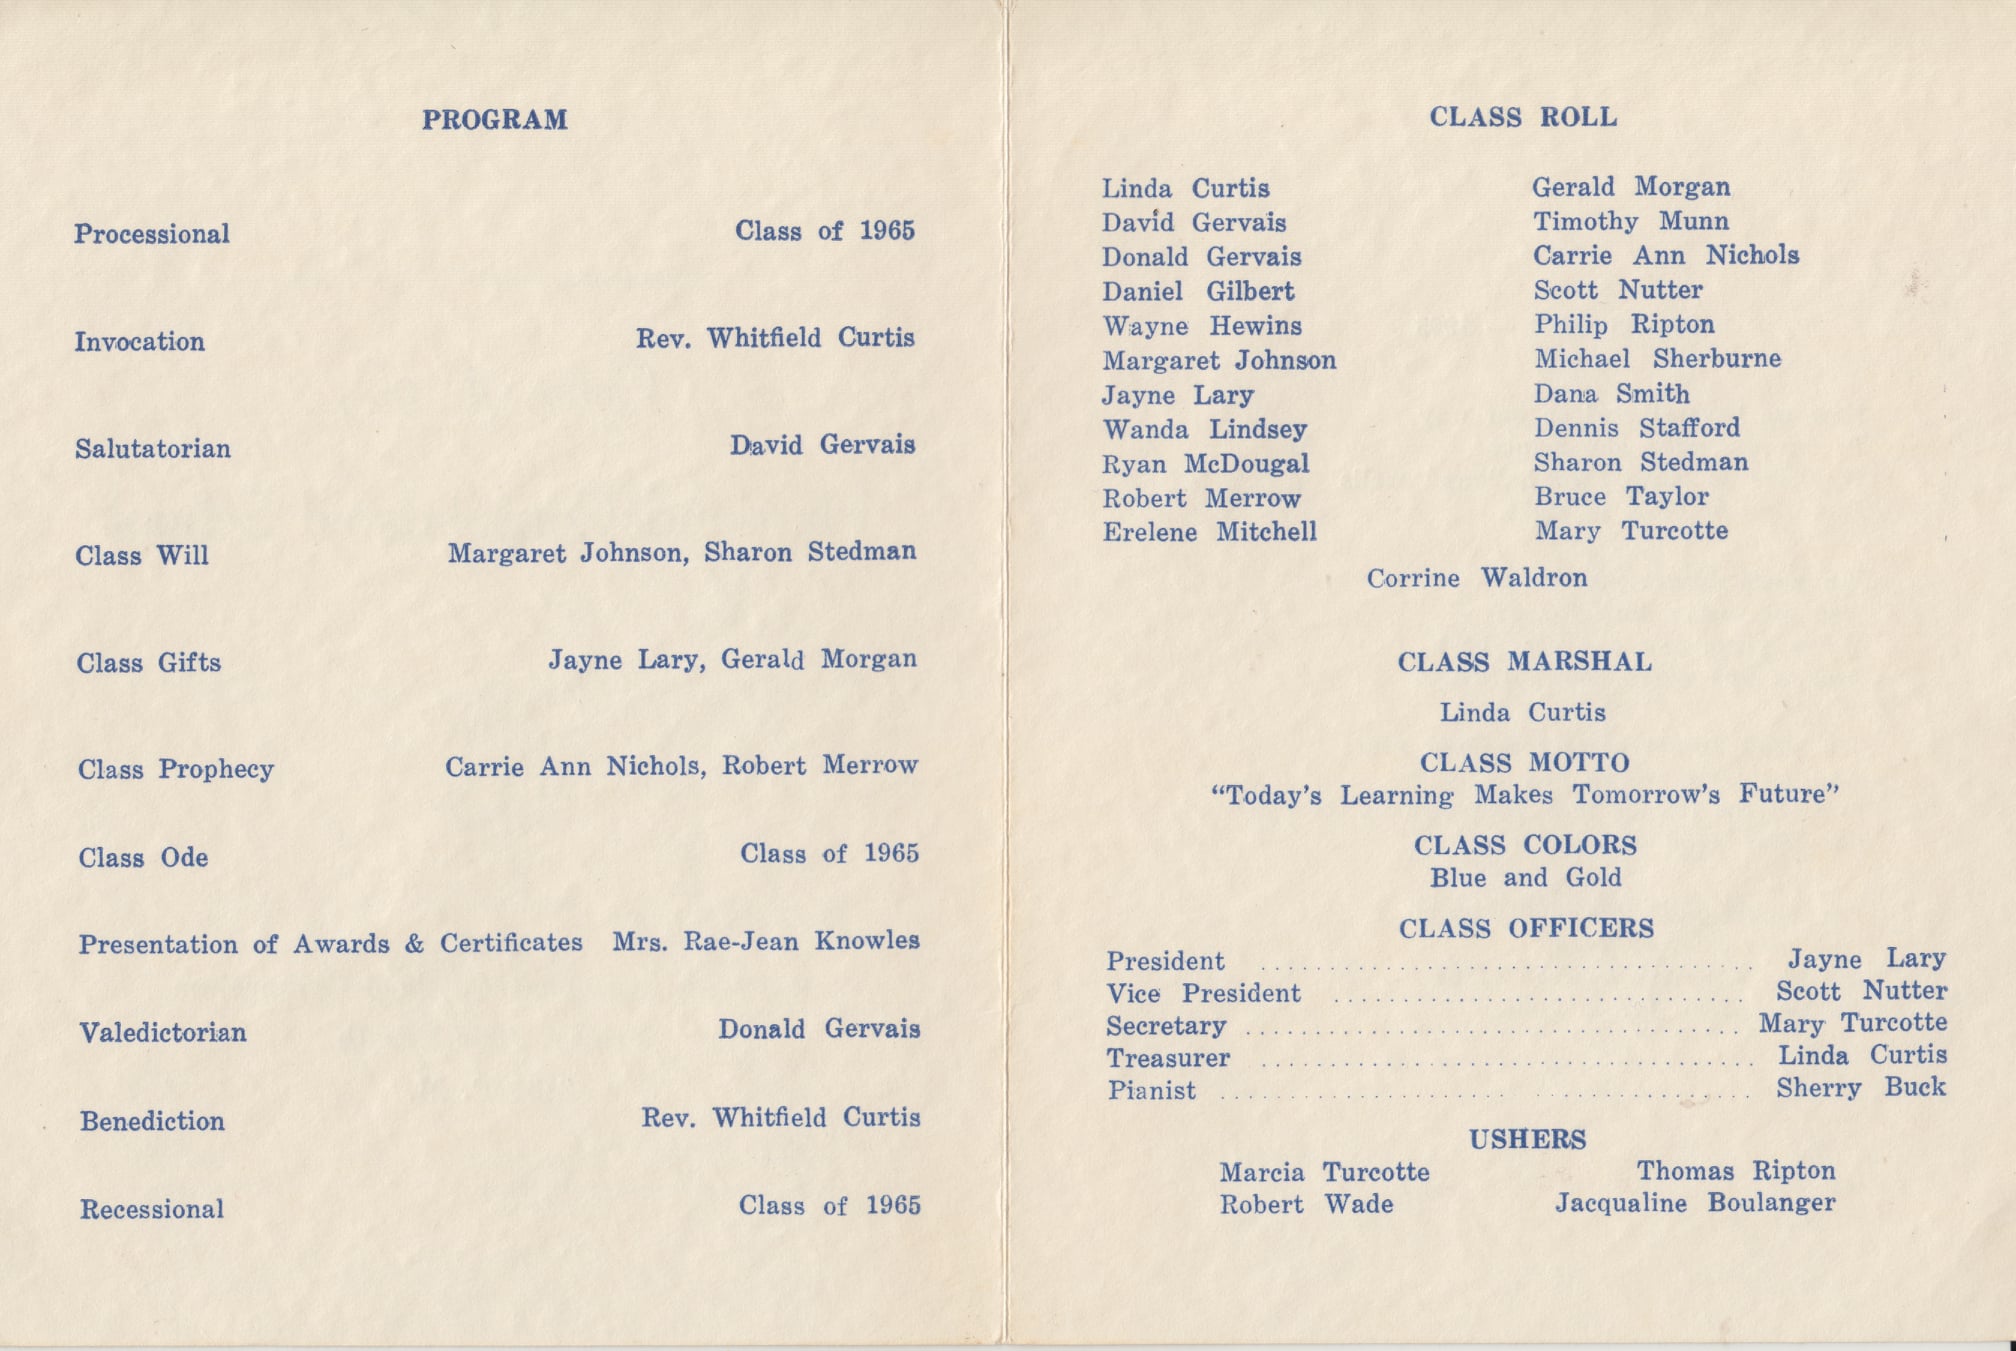 PROGRAM
Processional Class of 1965
Invocation Rev. Whitfield Curtis
Salutatorian David Gervais
Class Will Margaret Johnson, Sharon Stedman
Class Gifts Jayne Lary, Gerald Morgan
Class Prophecy Carrie Ann Nichols, Robert Merrow
Class Ode Class of 1965
Presentation of Awards & Certificates Mrs. Rae-Jean Knowles
Valedictorian Donald Gervais
Benediction Rev. Whitfield Curtis
Recessional Class of 1965
CLASS ROLL
Linda Curtis Gerald Morgan
David Gervais Timothy Munn
Donald Gervais Carrie Ann Nichols
Daniel Gilbert Scott Nutter
Wayne Hewins Philip Ripton
Margaret Johnson Michael Sherburne
Jayne Lary Dana Smith
Wanda Lindsey Dennis Stafford
Ryan McDougal Sharon Stedman
Robert Merrow Bruce Taylor
Erelene Mitchell Mary Turcotte
Corrine Waldron
CLASS MARSHAL
Linda Curtis
CLASS MOTTO
“Today's Learning Makes Tomorrow's Future”
CLASS COLORS
Blue and Gold
CLASS OFFICERS
President ........ Jayne Lary
Vice President ........ Scott Nutter
Secretary ........ Mary Turcotte
Treasurer ........ Linda Curtis
Pianist ........ Sherry Buck
USHERS
Marcia Turcotte Thomas Ripton
Robert Wade Jacqualine Boulanger